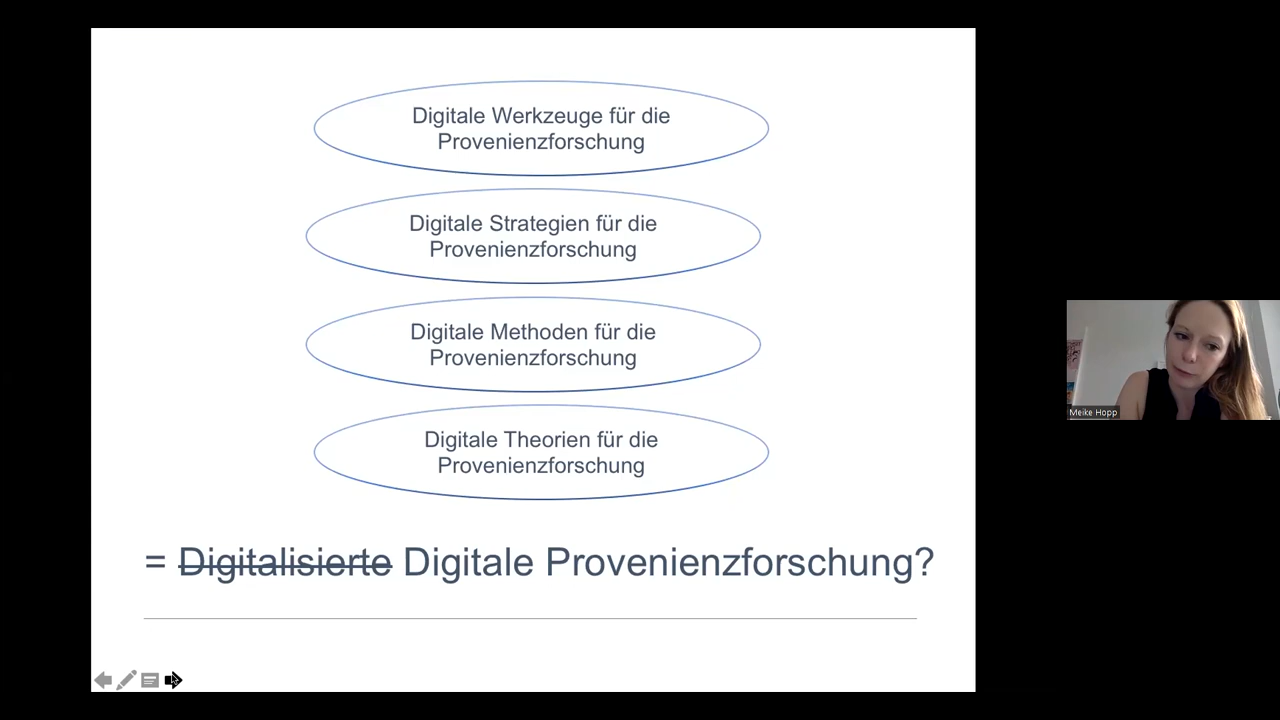 Digitale Werkzeuge für die
Provenienzforschung
Digitale Strategien für die
Provenienzforschung
Digitale Methoden für die
Provenienzforschung
Digitale Theorien für die
Provenienzforschung
= Digitalisierte Digitale Provenienzforschung?
Meike Hopp